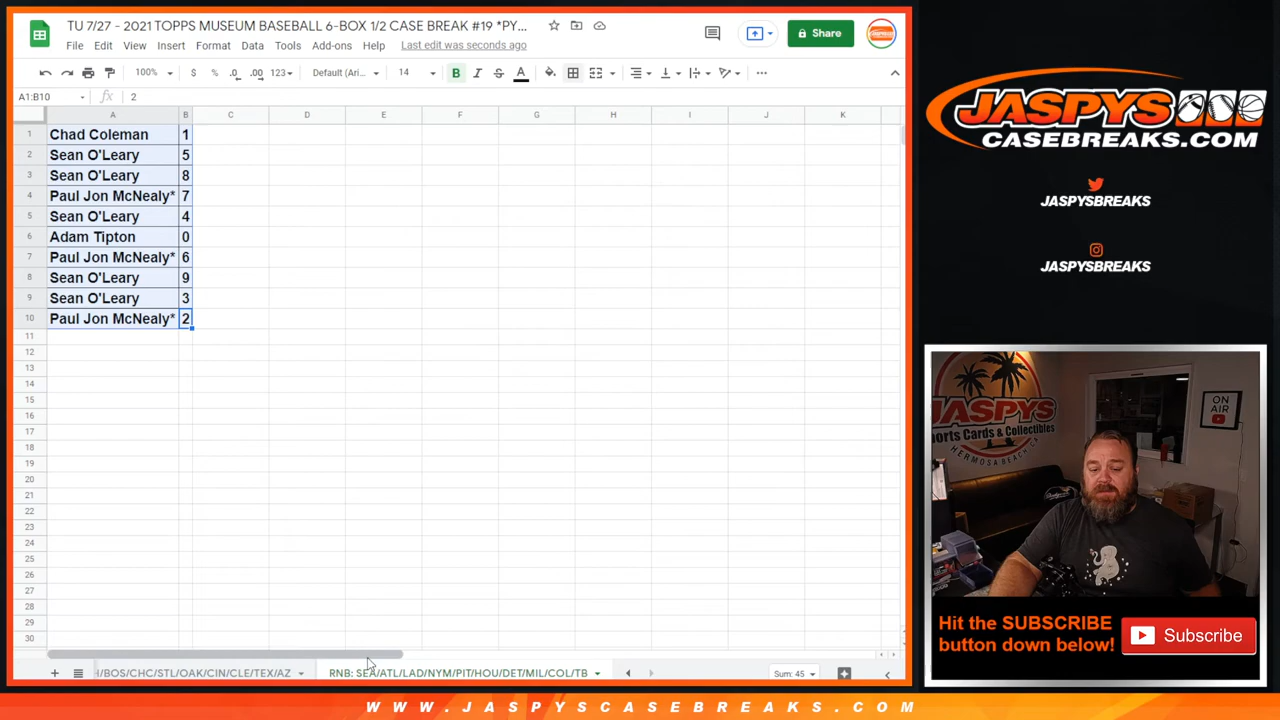 TU 7/27 - 2021 TOPPS MUSEUM BASEBALL 6-BOX 1/2 CASE BREAK #19 *PY...
File Edit View Insert Format Data Tools Add-ons Help Last edit was seconds ago
Share
100% $ % .0 .00 123 Default (Ari... 14 B I S A
A1:B10 fx 2
A B C D E F G H I J K
1 Chad Coleman 1
2 Sean O'Leary 5
3 Sean O'Leary 8
4 Paul Jon McNealy* 7
5 Sean O'Leary 4
6 Adam Tipton 0
7 Paul Jon McNealy* 6
8 Sean O'Leary 9
9 Sean O'Leary 3
10 Paul Jon McNealy* 2
11
12
13
14
15
16
17
18
19
20
21
22
23
24
25
26
27
28
29
30
I/BOS/CHC/STL/OAK/CIN/CLE/TEX/AZ RNB: SEA/ATL/LAD/NYM/PIT/HOU/DET/MIL/COL/TB Sum: 45
JASPYS
CASEBREAKS.COM
JASPYSBREAKS
JASPYSBREAKS
JASPYS
orts Cards & Collectibles
HERMOSA BEACH, CA
ON
AIR
Hit the SUBSCRIBE
button down below!
Subscribe
WWW.JASPYSCASEBREAKS.COM